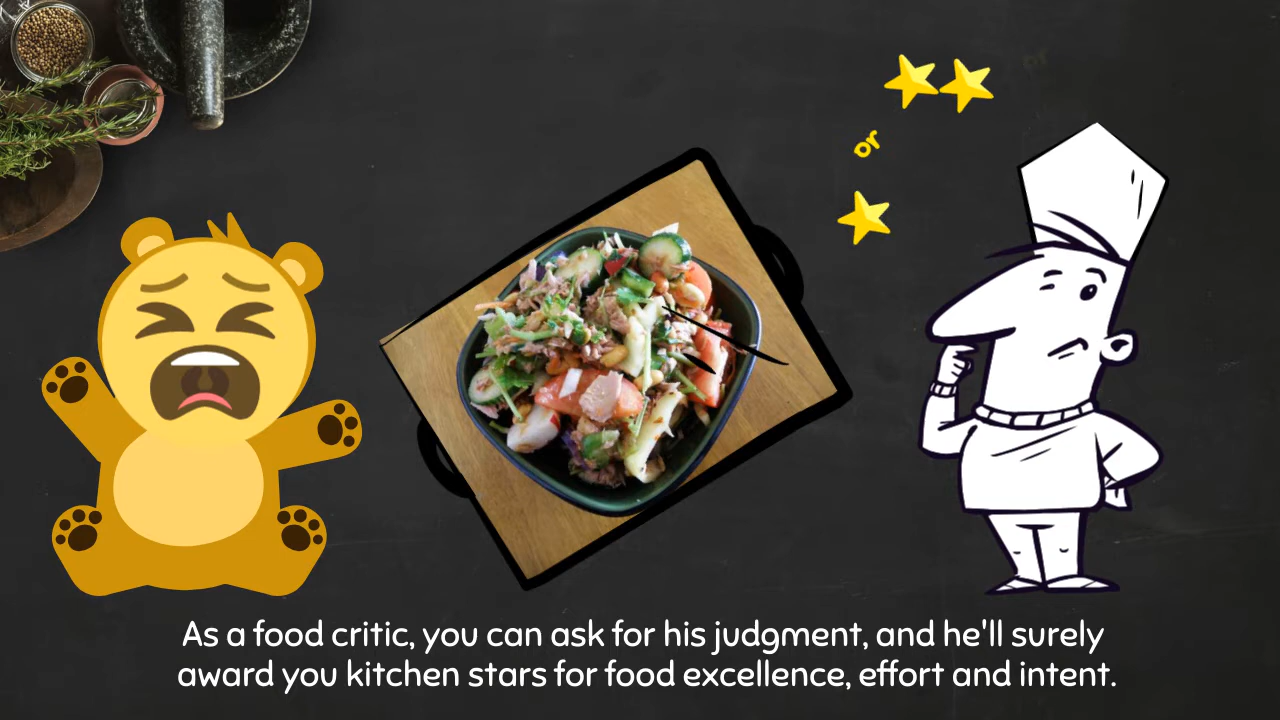 or
or
As a food critic, you can ask for his judgment, and he'll surely
award you kitchen stars for food excellence, effort and intent.